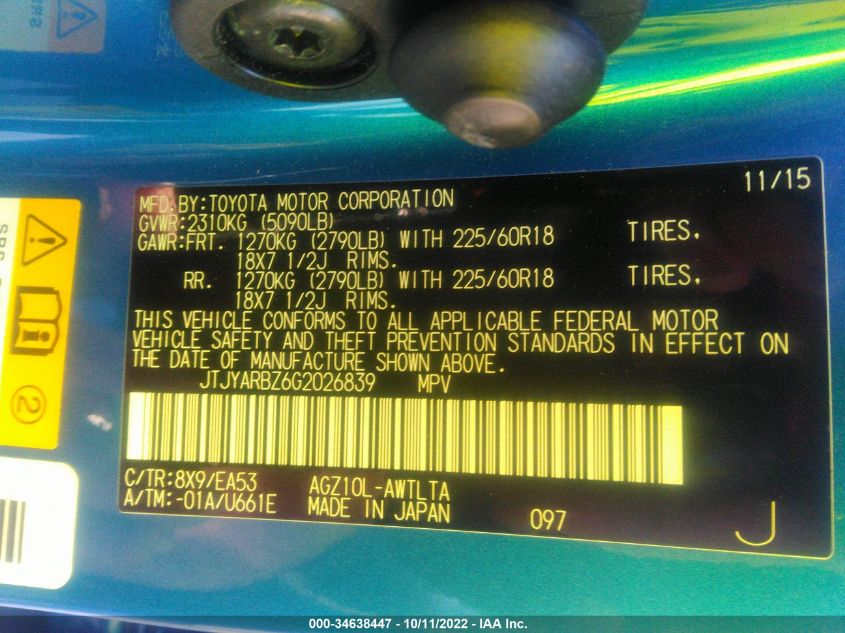 11/15
MFD.BY:TOYOTA MOTOR CORPORATION
GVWR:2310KG (5090LB)
GAWR:FRT. 1270KG (2790LB) WITH 225/60R18 TIRES,
18X7 1/2J RIMS.
RR. 1270KG (2790LB) WITH 225/60R18 TIRES,
18X7 1/2J RIMS.
THIS VEHICLE CONFORMS TO ALL APPLICABLE FEDERAL MOTOR
VEHICLE SAFETY AND THEFT PREVENTION STANDARDS IN EFFECT ON
THE DATE OF MANUFACTURE SHOWN ABOVE.
JTJYARBZ6G2026839 MPV
C/TR:8X9/EA53 AGZ10L-AWTLTA
A/TM:-01A/U661E MADE IN JAPAN 097 J
2
000-34638447 - 10/11/2022 - IAA Inc.